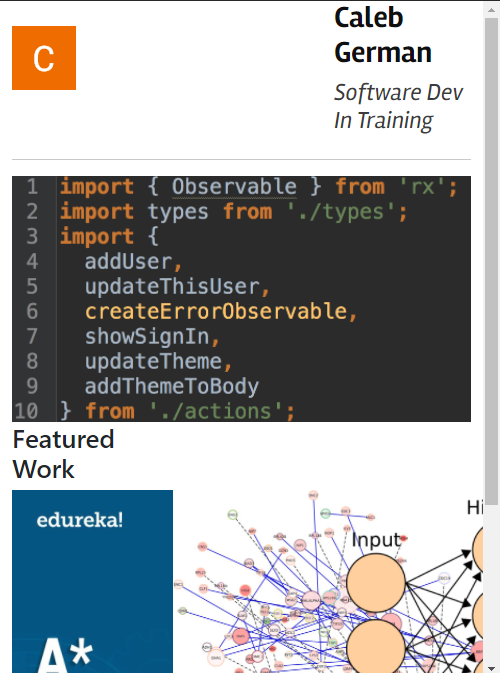 C
Caleb
German
Software Dev
In Training
1 import { Observable } from 'rx';
2 import types from './types';
3 import {
4 addUser,
5 updateThisUser,
6 createErrorObservable,
7 showSignIn,
8 updateTheme,
9 addThemeToBody
10 } from './actions';
Featured
Work
edureka!
A*
Hi
Input